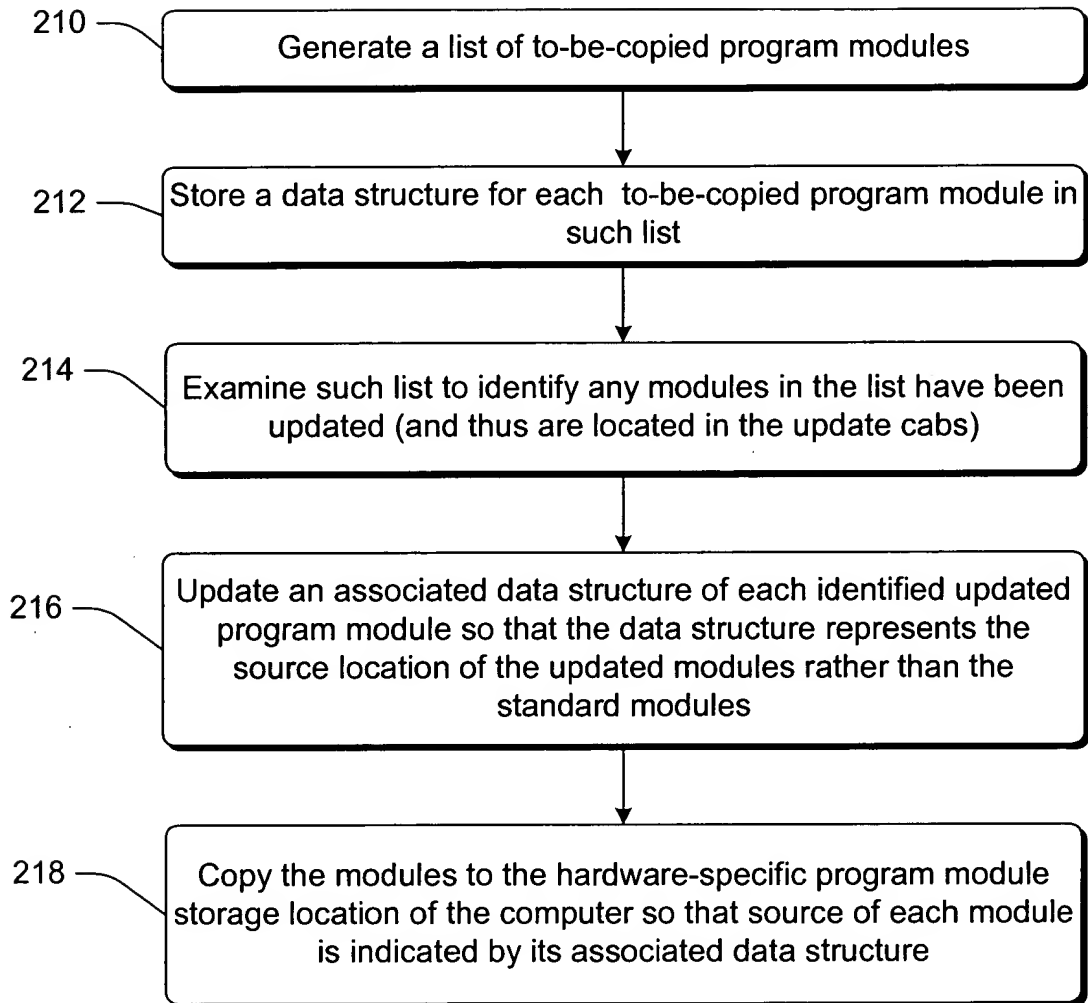 210
Generate a list of to-be-copied program modules
212
Store a data structure for each to-be-copied program module in
such list
214
Examine such list to identify any modules in the list have been
updated (and thus are located in the update cabs)
216
Update an associated data structure of each identified updated
program module so that the data structure represents the
source location of the updated modules rather than the
standard modules
218
Copy the modules to the hardware-specific program module
storage location of the computer so that source of each module
is indicated by its associated data structure